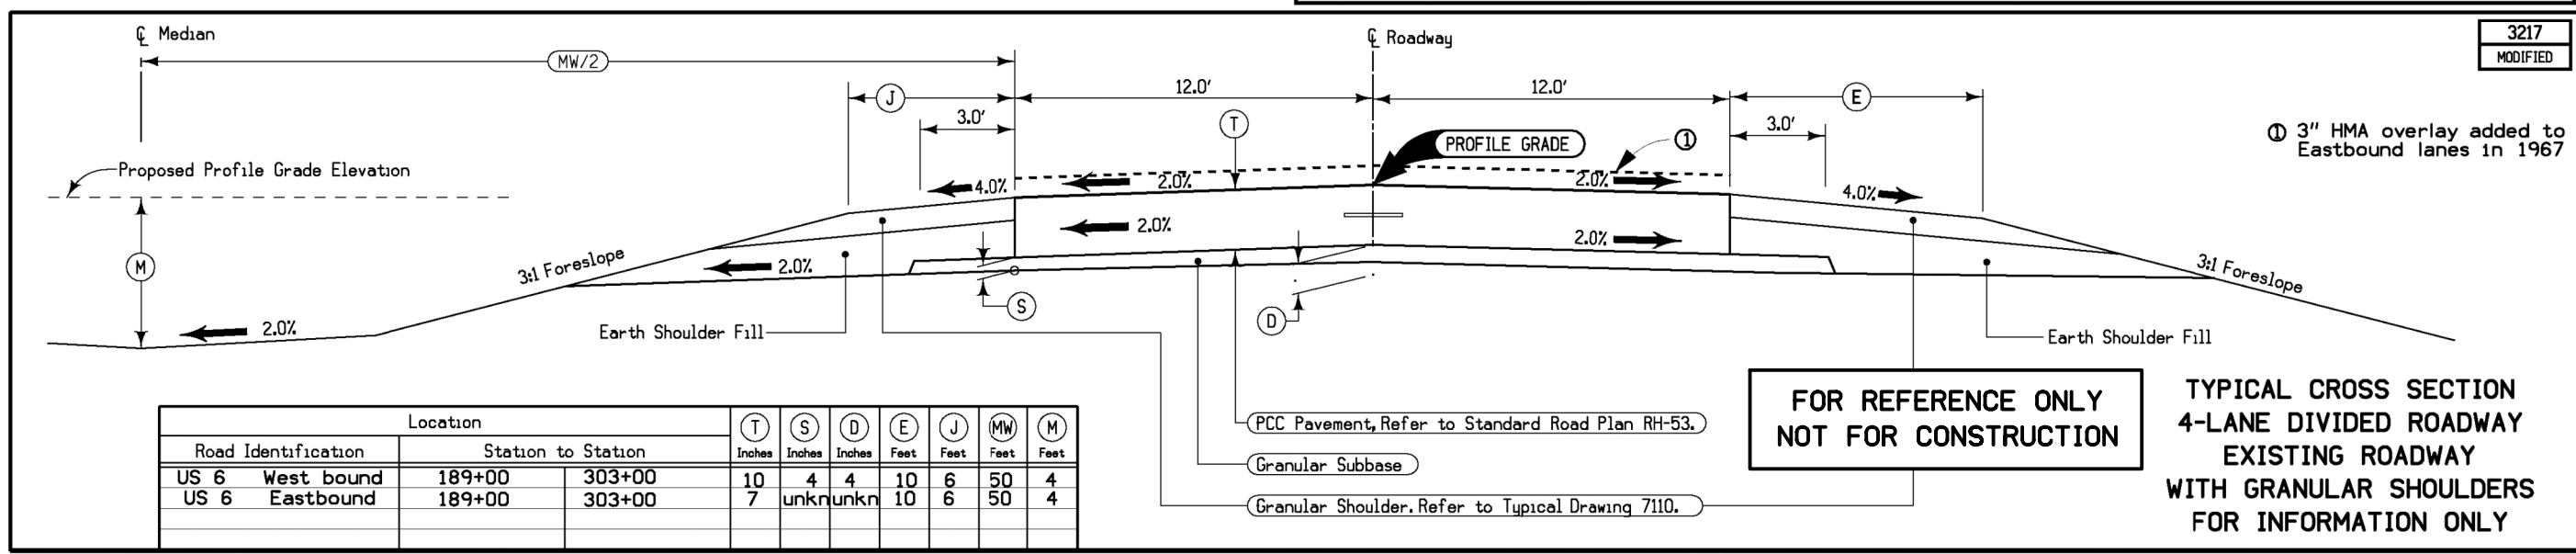 ℄ Median
MW/2
℄ Roadway
3217
MODIFIED
J
12.0'
12.0'
E
3.0'
T
3.0'
PROFILE GRADE
①
① 3" HMA overlay added to
Eastbound lanes in 1967
Proposed Profile Grade Elevation
4.0%
2.0%
2.0%
4.0%
M
3:1 Foreslope
2.0%
2.0%
2.0%
3:1 Foreslope
S
D
2.0%
Earth Shoulder Fill
Earth Shoulder Fill
Location
Road Identification
Station to Station
T Inches
S Inches
D Inches
E Feet
J Feet
MW Feet
M Feet
US 6 West bound 189+00 303+00 10 4 4 10 6 50 4
US 6 Eastbound 189+00 303+00 7 unkn unkn 10 6 50 4
PCC Pavement, Refer to Standard Road Plan RH-53.
Granular Subbase
Granular Shoulder. Refer to Typical Drawing 7110.
FOR REFERENCE ONLY
NOT FOR CONSTRUCTION
TYPICAL CROSS SECTION
4-LANE DIVIDED ROADWAY
EXISTING ROADWAY
WITH GRANULAR SHOULDERS
FOR INFORMATION ONLY